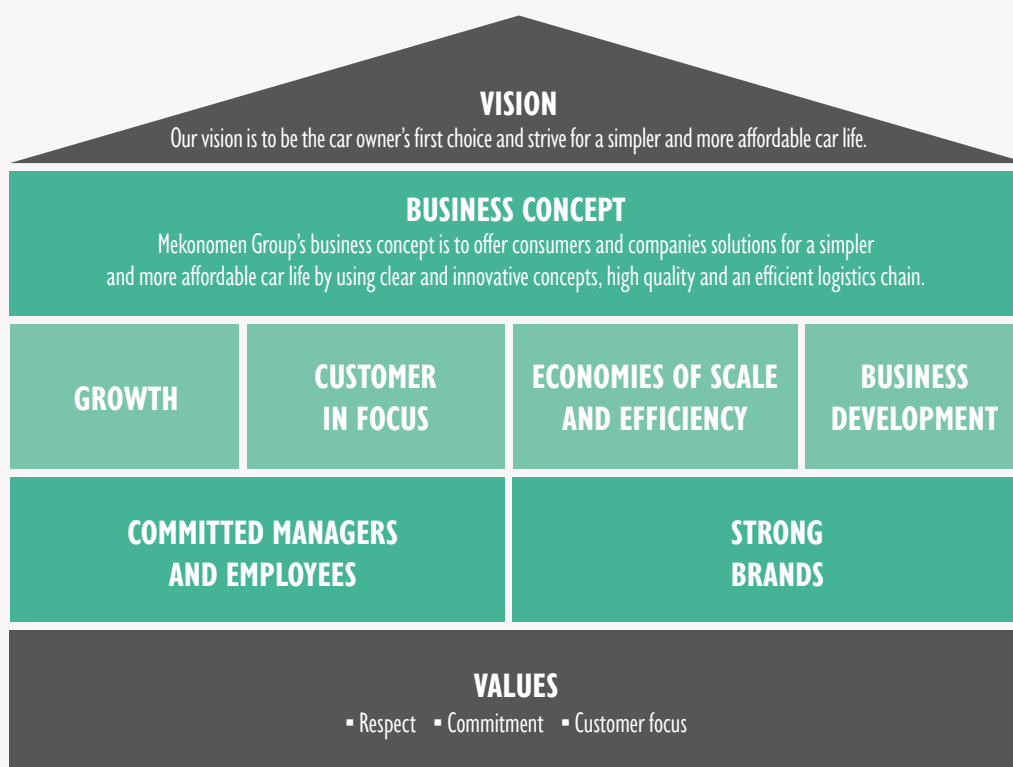 VISION
Our vision is to be the car owner’s first choice and strive for a simpler and more affordable car life.
BUSINESS CONCEPT
Mekonomen Group’s business concept is to offer consumers and companies solutions for a simpler
and more affordable car life by using clear and innovative concepts, high quality and an efficient logistics chain.
GROWTH
CUSTOMER
IN FOCUS
ECONOMIES OF SCALE
AND EFFICIENCY
BUSINESS
DEVELOPMENT
COMMITTED MANAGERS
AND EMPLOYEES
STRONG
BRANDS
VALUES
▪ Respect ▪ Commitment ▪ Customer focus